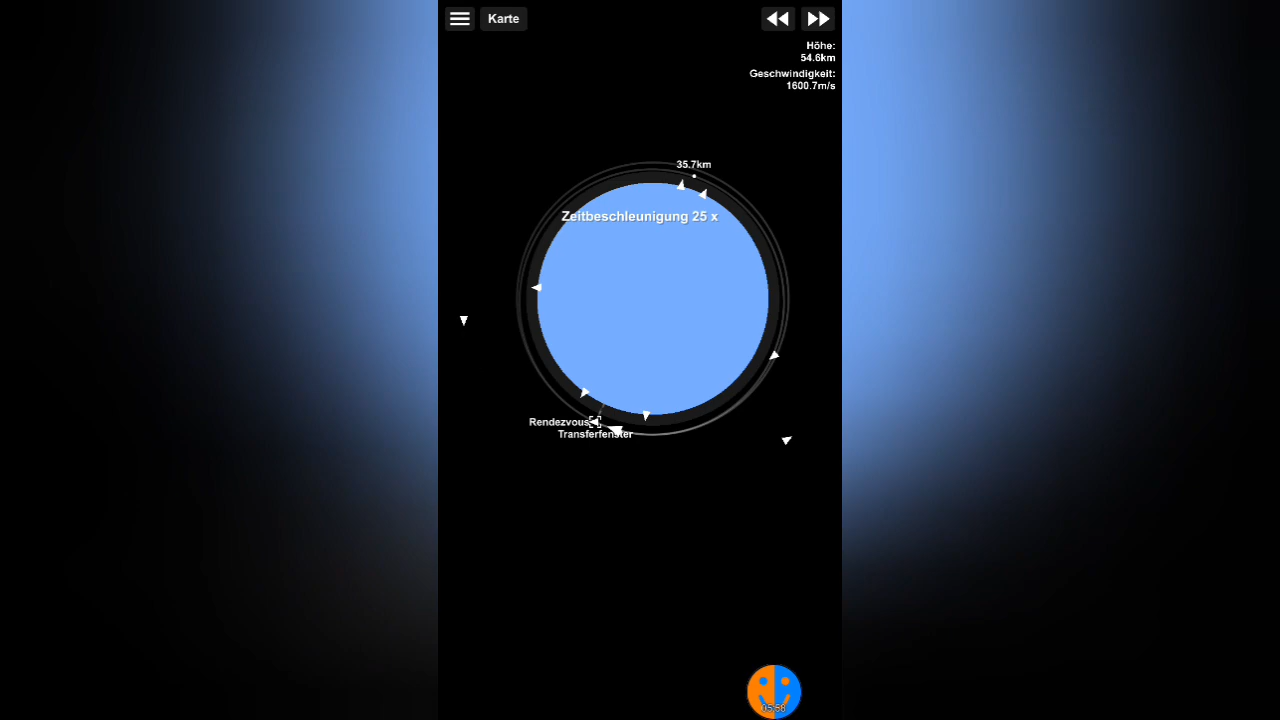 Karte
Höhe:
54.6km
Geschwindigkeit:
1600.7m/s
35.7km
Zeitbeschleunigung 25 x
Rendezvous
Transferfenster
05:58